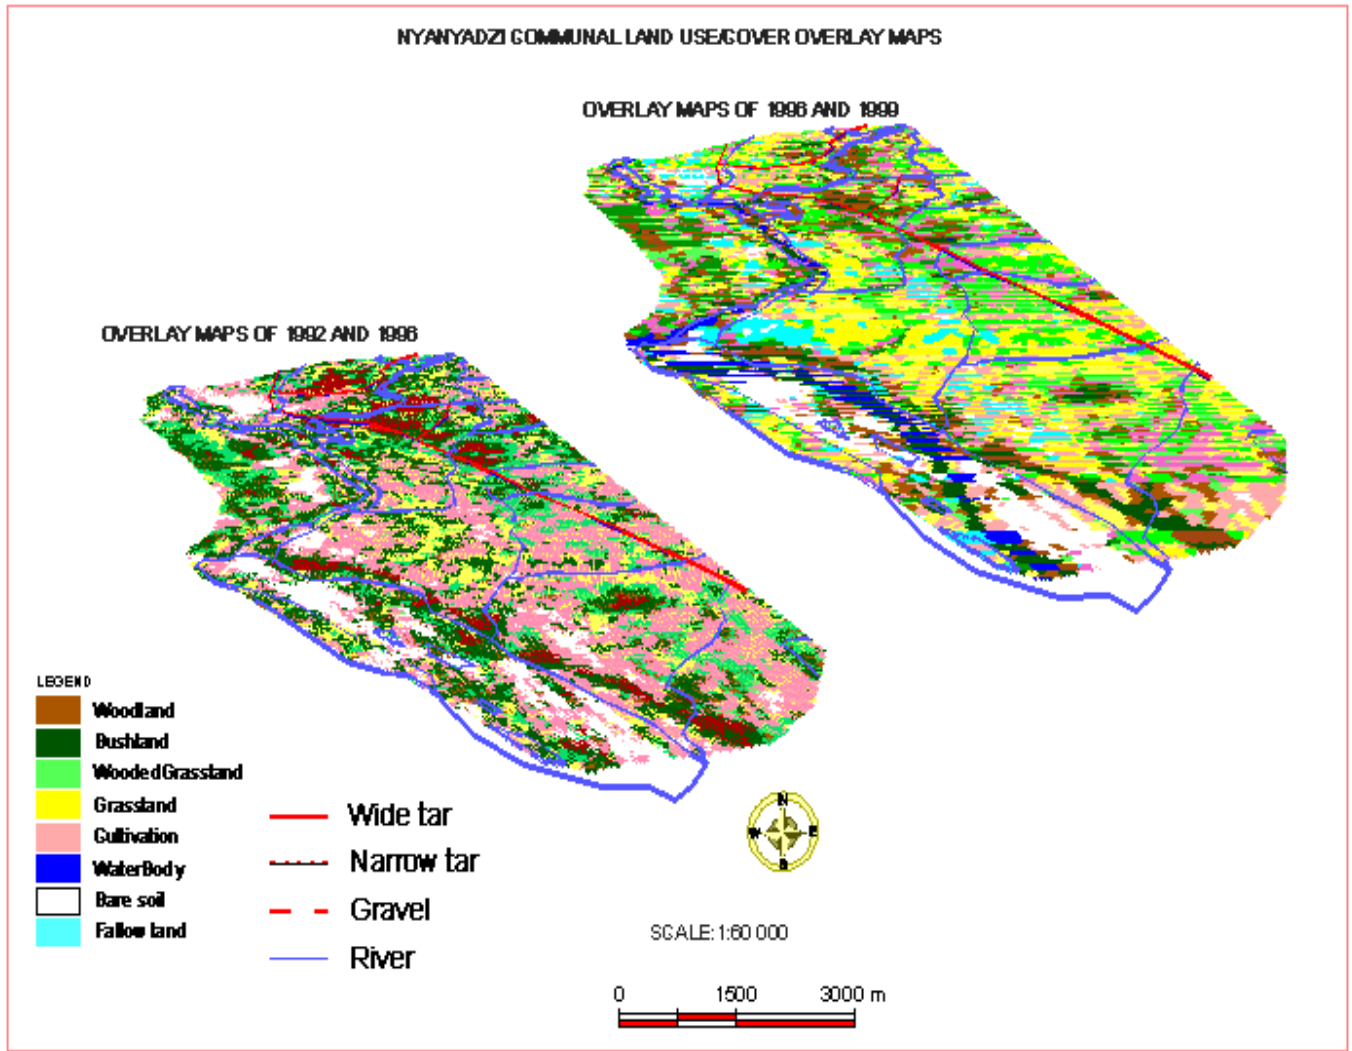 NYANYADZI COMMUNAL LAND USE/COVER OVERLAY MAPS
OVERLAY MAPS OF 1996 AND 1999
OVERLAY MAPS OF 1992 AND 1996
LEGEND
Woodland
Bushland
WoodedGrassland
Grassland
Cultivation
WaterBody
Bare soil
Fallow land
Wide tar
Narrow tar
Gravel
River
N
W E
S
SCALE: 1:60 000
0 1500 3000 m